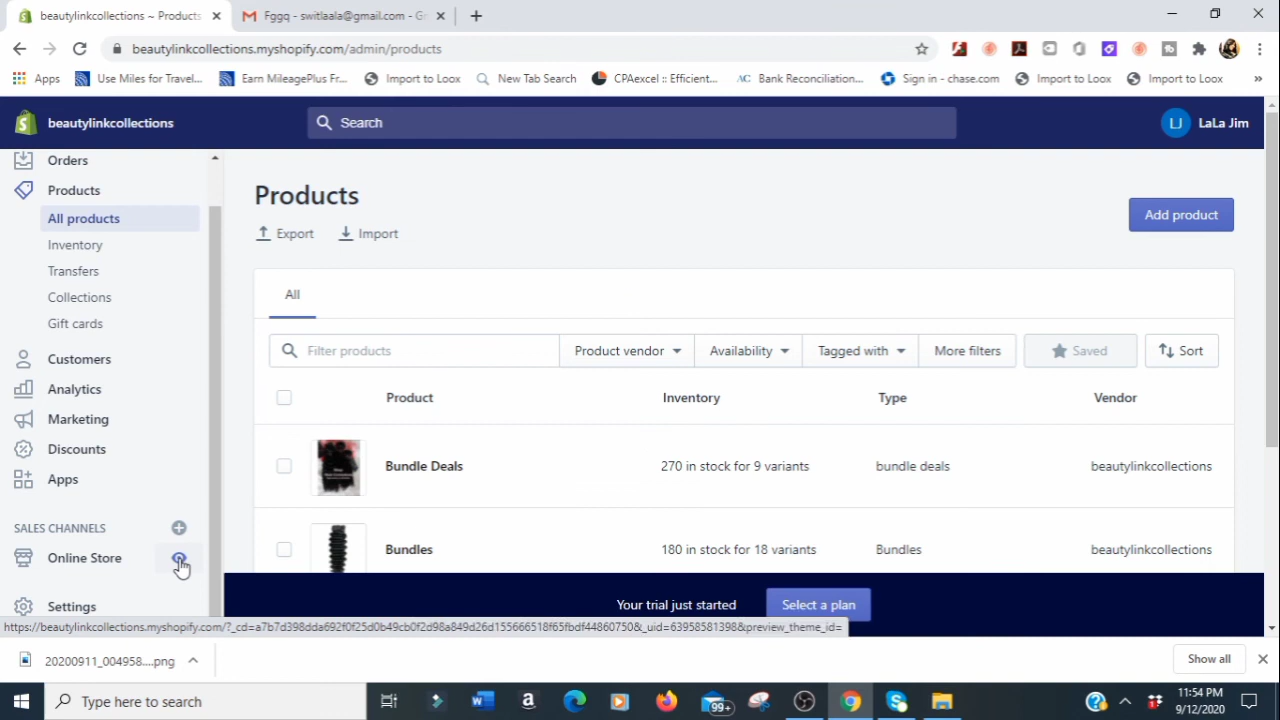 beautylinkcollections ~ Products
Fggq - switlaala@gmail.com - G
beautylinkcollections.myshopify.com/admin/products
Apps
Use Miles for Travel...
Earn MileagePlus Fr...
Import to Loox
New Tab Search
CPAexcel :: Efficient...
AC Bank Reconciliation...
Sign in - chase.com
Import to Loox
Import to Loox
beautylinkcollections
Search
LJ
LaLa Jim
Orders
Products
All products
Inventory
Transfers
Collections
Gift cards
Customers
Analytics
Marketing
Discounts
Apps
SALES CHANNELS
Online Store
Settings
Products
Export
Import
Add product
All
Filter products
Product vendor
Availability
Tagged with
More filters
Saved
Sort
Product Inventory Type Vendor
Bundle Deals 270 in stock for 9 variants bundle deals beautylinkcollections
Bundles 180 in stock for 18 variants Bundles beautylinkcollections
Your trial just started
Select a plan
https://beautylinkcollections.myshopify.com/?_cd=a7b7d398dda692f0f25d0b49cb0f2d98a849d26d155666518f65fbdf44860750&_uid=63958581398&preview_theme_id=
20200911_004958....png
Show all
Type here to search
99+
11:54 PM
9/12/2020